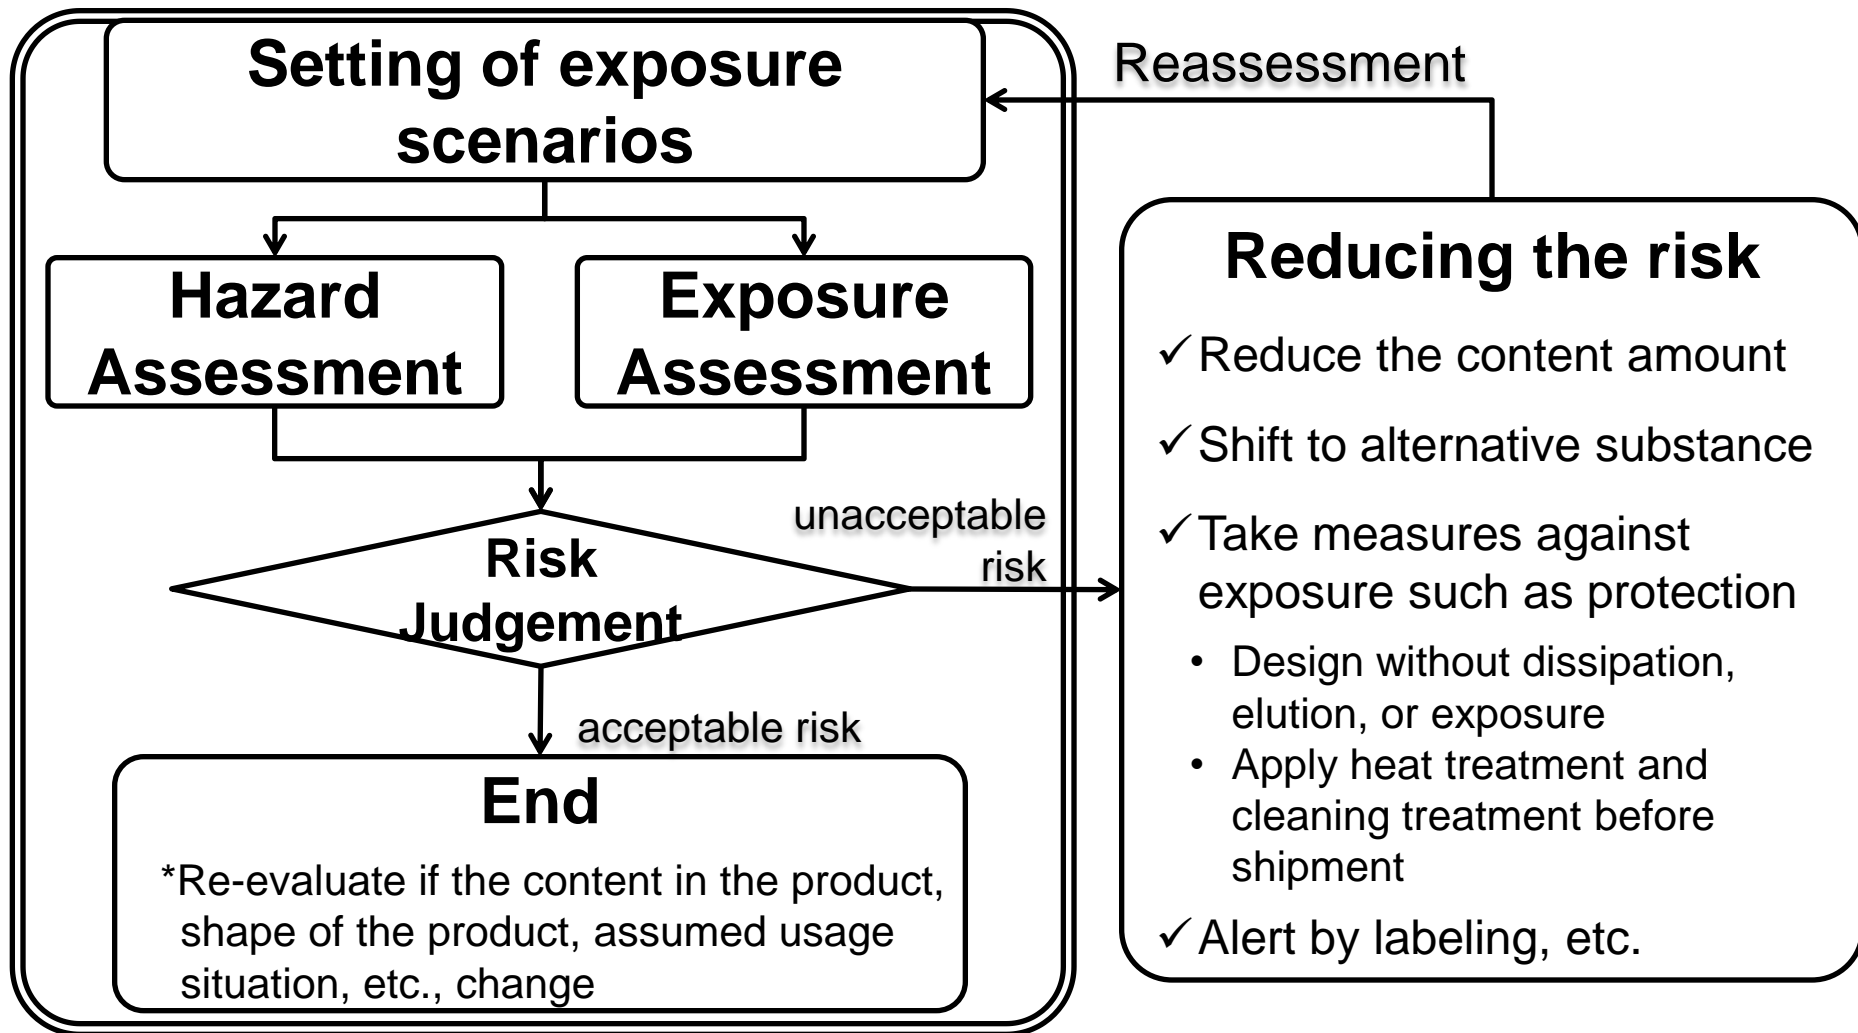 Setting of exposure
scenarios
Reassessment
Hazard
Assessment
Exposure
Assessment
Risk
Judgement
unacceptable
risk
acceptable risk
End
*Re-evaluate if the content in the product,
shape of the product, assumed usage
situation, etc., change
Reducing the risk
✓Reduce the content amount
✓Shift to alternative substance
✓Take measures against
exposure such as protection
• Design without dissipation,
elution, or exposure
• Apply heat treatment and
cleaning treatment before
shipment
✓Alert by labeling, etc.